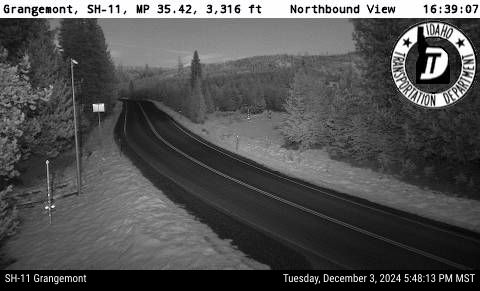 Grangemont, SH-11, MP 35.42, 3,316 ft Northbound View 16:39:07
IDAHO
TRANSPORTATION DEPARTMENT
SH-11 Grangemont Tuesday, December 3, 2024 5:48:13 PM MST